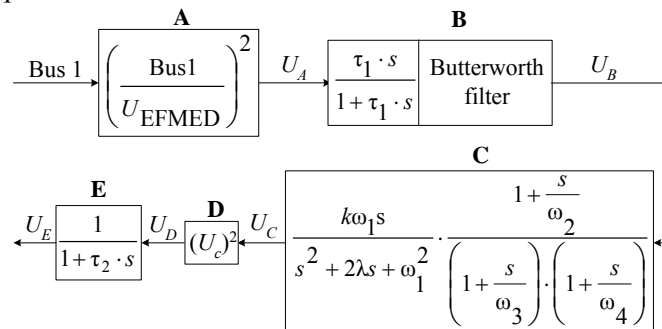 A
B
Bus 1
(Bus1 / U_EFMED)^2
U_A
τ_1 · s / 1 + τ_1 · s
Butterworth
filter
U_B
C
kω_1s / s^2 + 2λs + ω_1^2 · 1 + s/ω_2 / (1 + s/ω_3) · (1 + s/ω_4)
U_C
D
(U_c)^2
U_D
E
1 / 1 + τ_2 · s
U_E